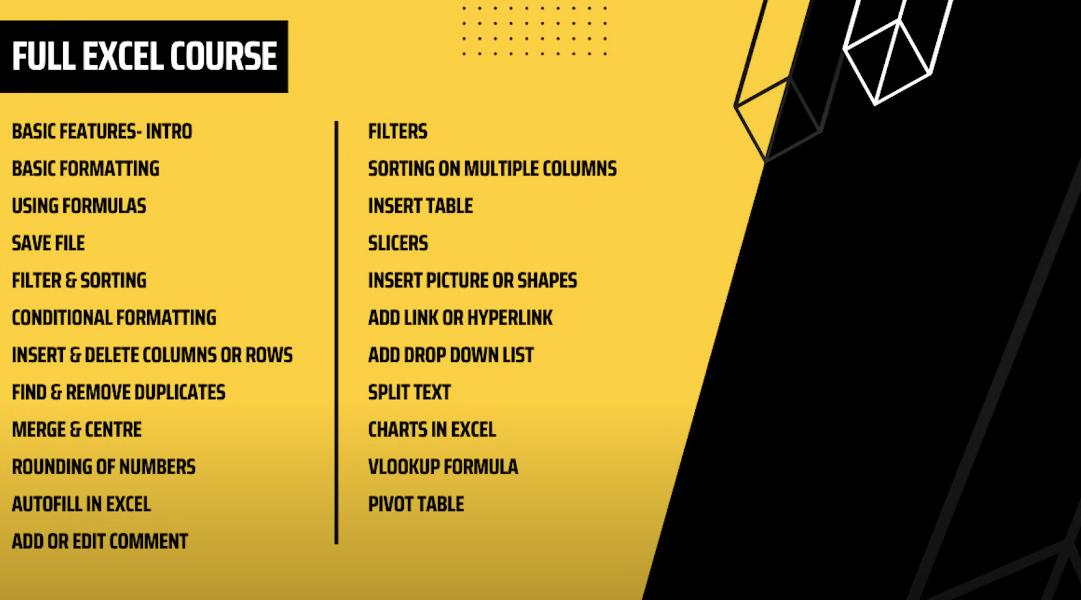 FULL EXCEL COURSE
BASIC FEATURES- INTRO
BASIC FORMATTING
USING FORMULAS
SAVE FILE
FILTER & SORTING
CONDITIONAL FORMATTING
INSERT & DELETE COLUMNS OR ROWS
FIND & REMOVE DUPLICATES
MERGE & CENTRE
ROUNDING OF NUMBERS
AUTOFILL IN EXCEL
ADD OR EDIT COMMENT
FILTERS
SORTING ON MULTIPLE COLUMNS
INSERT TABLE
SLICERS
INSERT PICTURE OR SHAPES
ADD LINK OR HYPERLINK
ADD DROP DOWN LIST
SPLIT TEXT
CHARTS IN EXCEL
VLOOKUP FORMULA
PIVOT TABLE